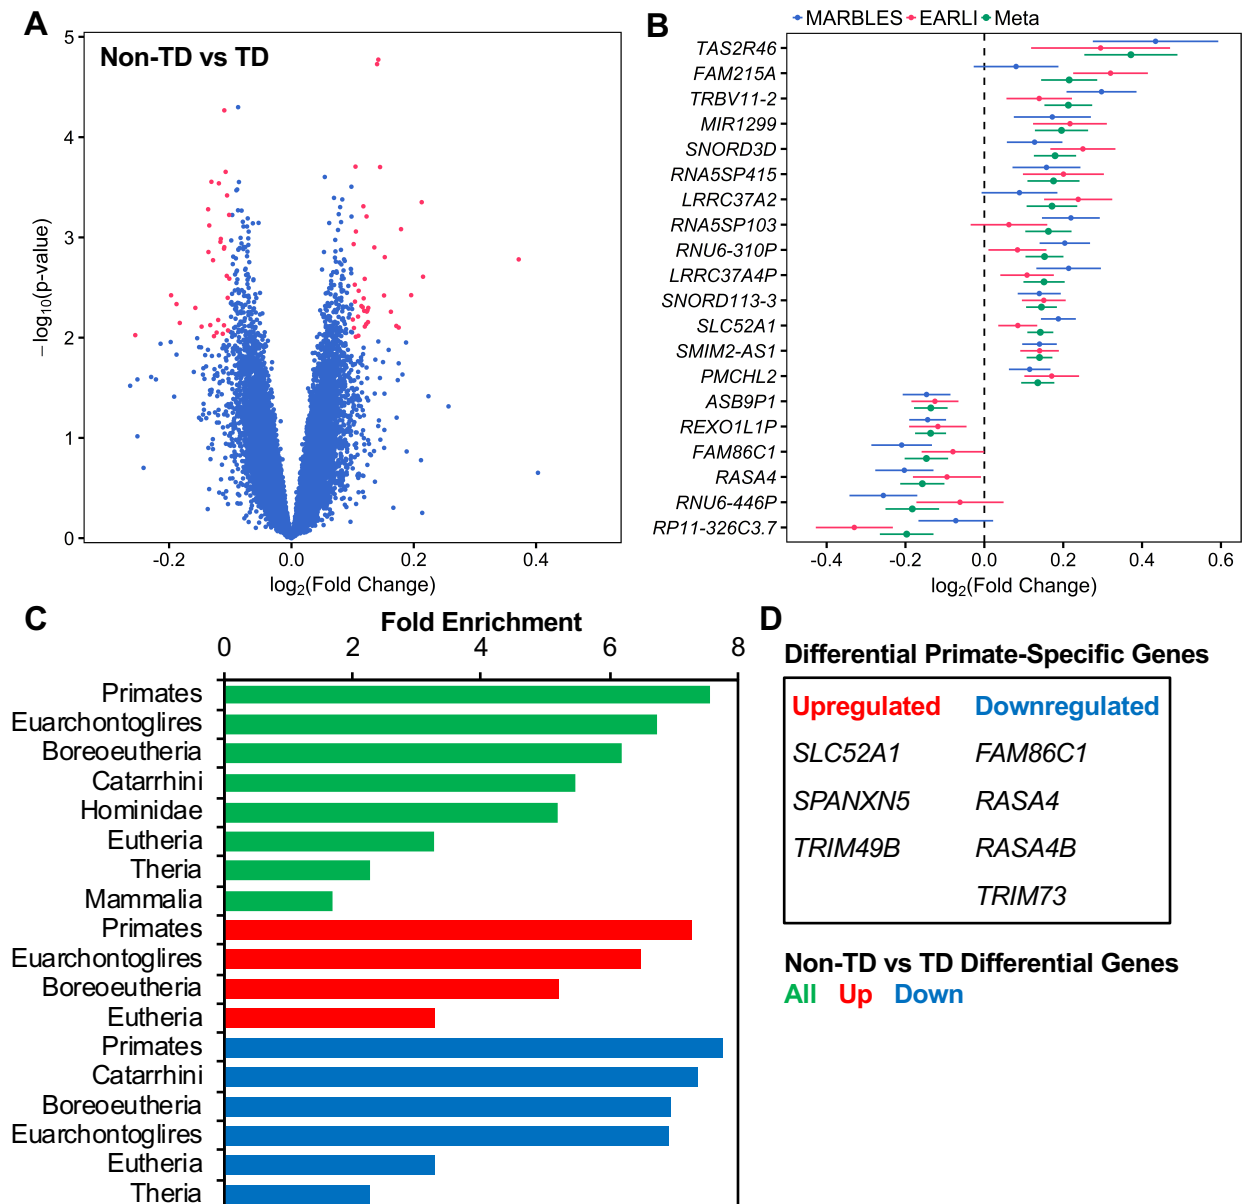 A
Non-TD vs TD
5
4
3
2
1
0
−log10(p-value)
-0.2
0.0
0.2
0.4
log2(Fold Change)
B
MARBLES EARLI Meta
TAS2R46
FAM215A
TRBV11-2
MIR1299
SNORD3D
RNA5SP415
LRRC37A2
RNA5SP103
RNU6-310P
LRRC37A4P
SNORD113-3
SLC52A1
SMIM2-AS1
PMCHL2
ASB9P1
REXO1L1P
FAM86C1
RASA4
RNU6-446P
RP11-326C3.7
-0.4
-0.2
0.0
0.2
0.4
0.6
log2(Fold Change)
C
Fold Enrichment
0 2 4 6 8
Primates
Euarchontoglires
Boreoeutheria
Catarrhini
Hominidae
Eutheria
Theria
Mammalia
Primates
Euarchontoglires
Boreoeutheria
Eutheria
Primates
Catarrhini
Boreoeutheria
Euarchontoglires
Eutheria
Theria
D
Differential Primate-Specific Genes
Upregulated Downregulated
SLC52A1 FAM86C1
SPANXN5 RASA4
TRIM49B RASA4B
TRIM73
Non-TD vs TD Differential Genes
All Up Down